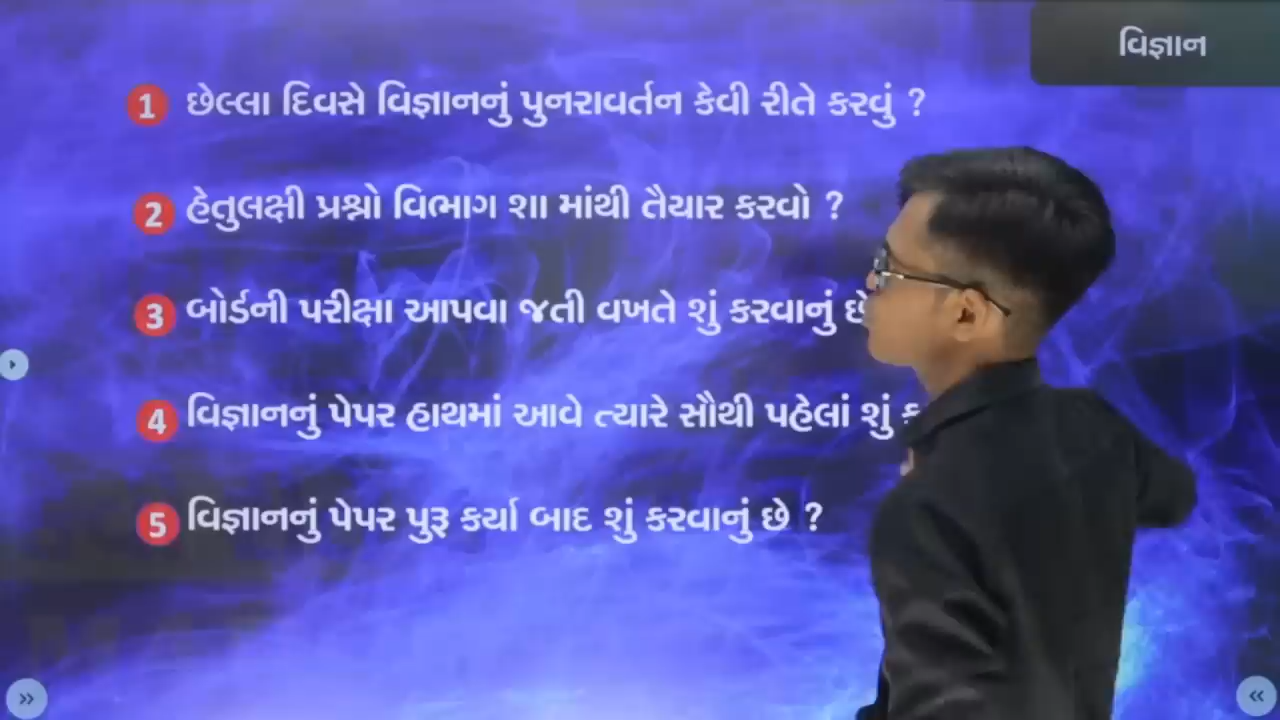 વિજ્ઞાન
1 છેલ્લા દિવસે વિજ્ઞાનનું પુનરાવર્તન કેવી રીતે કરવું ?
2 હેતુલક્ષી પ્રશ્નો વિભાગ શા માંથી તૈયાર કરવો ?
3 બોર્ડની પરીક્ષા આપવા જતી વખતે શું કરવાનું છે
4 વિજ્ઞાનનું પેપર હાથમાં આવે ત્યારે સૌથી પહેલાં શું
5 વિજ્ઞાનનું પેપર પુરૂ કર્યા બાદ શું કરવાનું છે ?